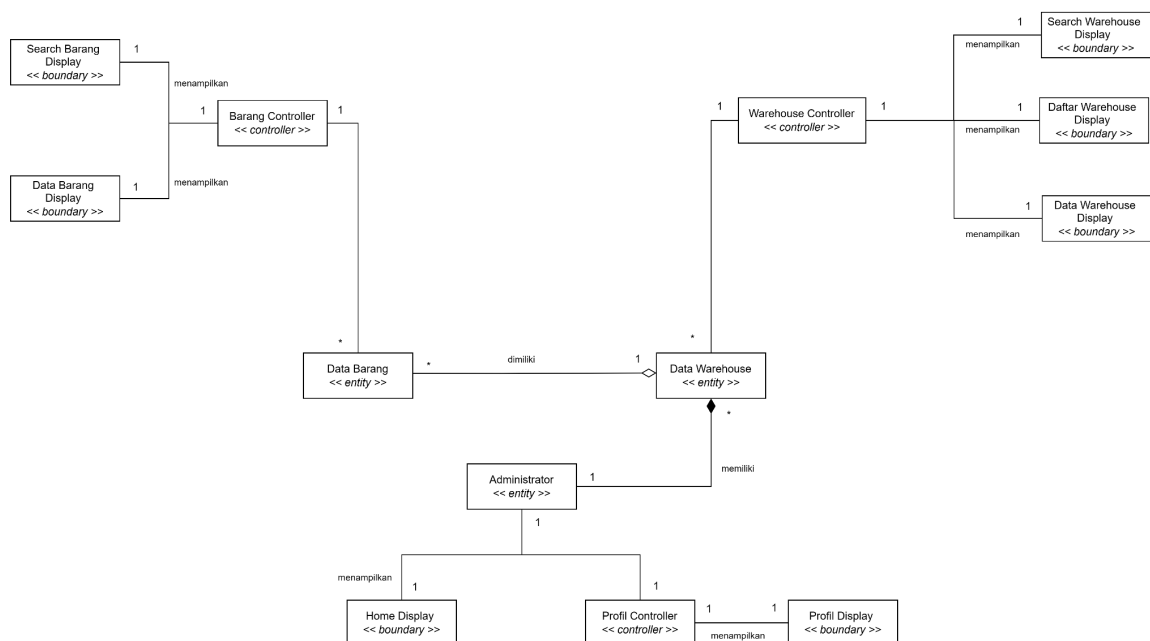 Search Barang
Display
<< boundary >>
1
menampilkan
1
Barang Controller
<< controller >>
1
Data Barang
Display
<< boundary >>
1
menampilkan
1
Search Warehouse
Display
<< boundary >>
menampilkan
1
Warehouse Controller
<< controller >>
1
1
Daftar Warehouse
Display
<< boundary >>
menampilkan
1
Data Warehouse
Display
<< boundary >>
menampilkan
*
Data Barang
<< entity >>
*
dimiliki
1
*
Data Warehouse
<< entity >>
*
memiliki
Administrator
<< entity >>
1
1
menampilkan
1
Home Display
<< boundary >>
1
Profil Controller
<< controller >>
1
menampilkan
1
Profil Display
<< boundary >>